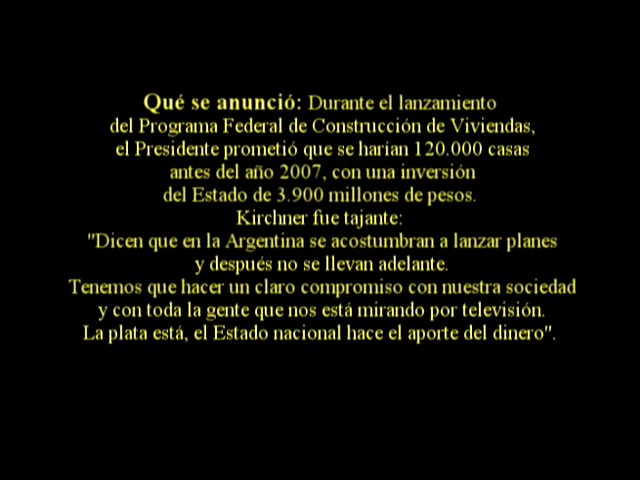 Qué se anunció: Durante el lanzamiento
del Programa Federal de Construcción de Viviendas,
el Presidente prometió que se harían 120.000 casas
antes del año 2007, con una inversión
del Estado de 3.900 millones de pesos.
Kirchner fue tajante:
"Dicen que en la Argentina se acostumbran a lanzar planes
y después no se llevan adelante.
Tenemos que hacer un claro compromiso con nuestra sociedad
y con toda la gente que nos está mirando por televisión.
La plata está, el Estado nacional hace el aporte del dinero".